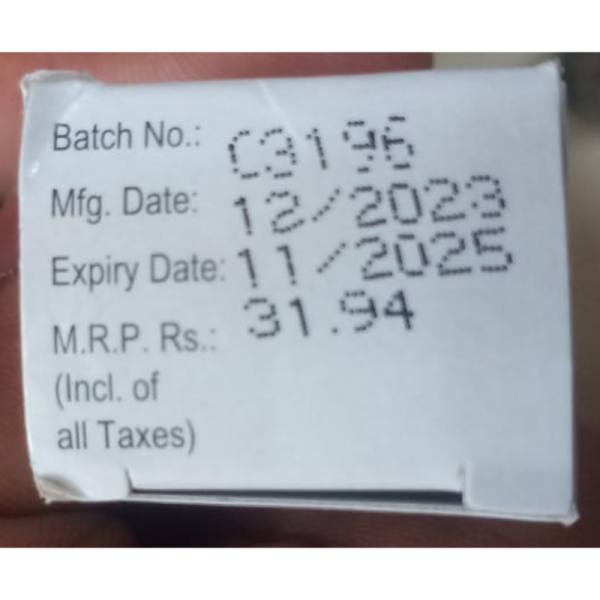 Batch No.: C3196
Mfg. Date: 12/2023
Expiry Date: 11/2025
M.R.P. Rs.: 31.94
(Incl. of
all Taxes)